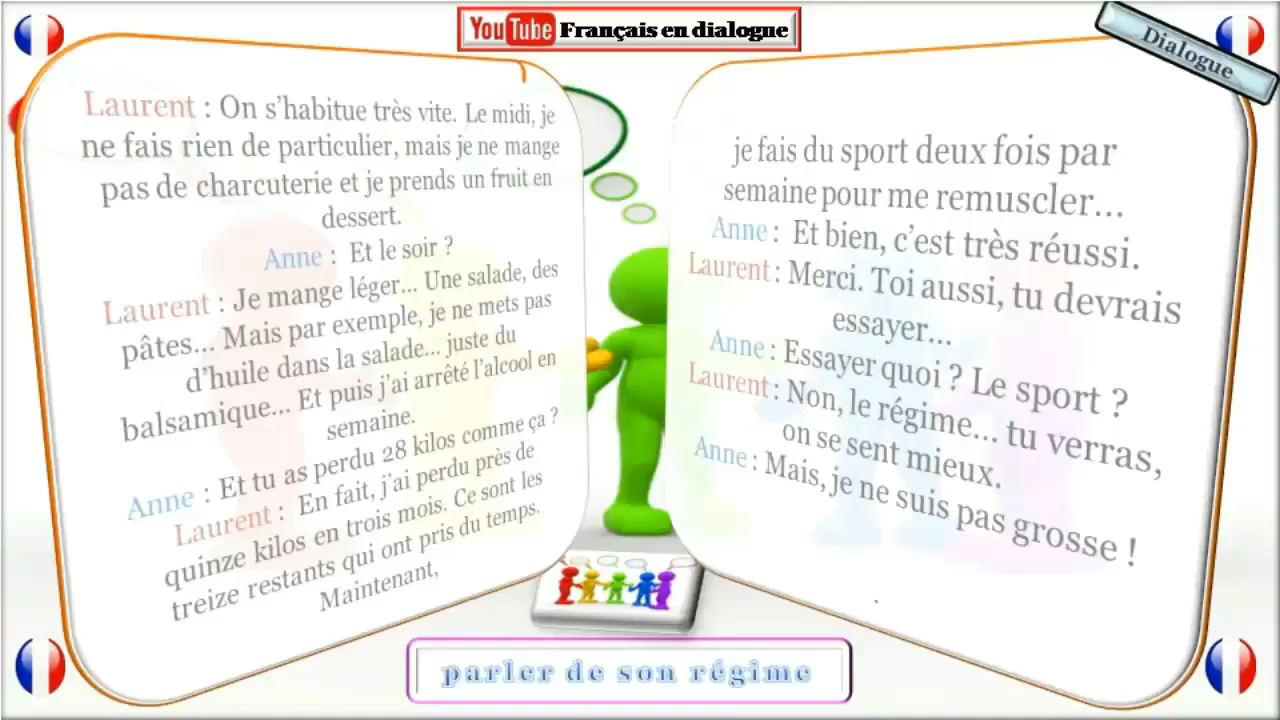 YouTube Français en dialogue
Dialogue
Laurent : On s’habitue très vite. Le midi, je
ne fais rien de particulier, mais je ne mange
pas de charcuterie et je prends un fruit en
dessert.
Anne : Et le soir ?
Laurent : Je mange léger... Une salade, des
pâtes... Mais par exemple, je ne mets pas
d’huile dans la salade... juste du
balsamique... Et puis j’ai arrêté l’alcool en
semaine.
Anne : Et tu as perdu 28 kilos comme ça ?
Laurent : En fait, j’ai perdu près de
quinze kilos en trois mois. Ce sont les
treize restants qui ont pris du temps.
Maintenant,
je fais du sport deux fois par
semaine pour me remuscler...
Anne : Et bien, c’est très réussi.
Laurent : Merci. Toi aussi, tu devrais
essayer...
Anne : Essayer quoi ? Le sport ?
Laurent : Non, le régime... tu verras,
on se sent mieux.
Anne : Mais, je ne suis pas grosse !
parler de son régime